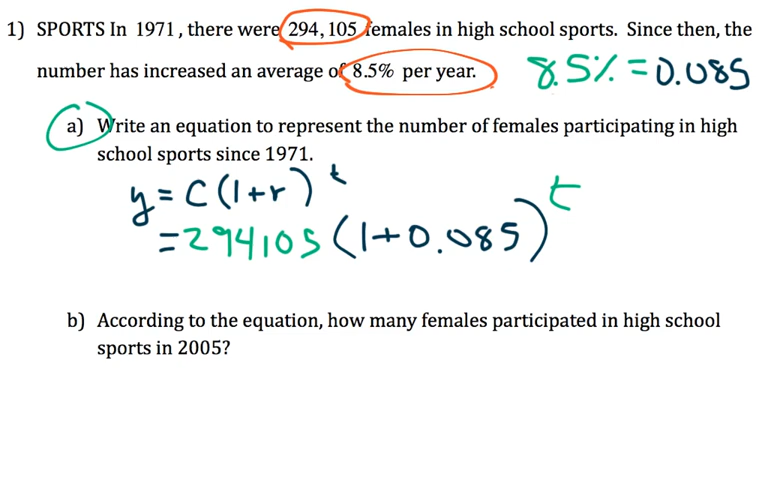 1) SPORTS In 1971, there were 294,105 females in high school sports. Since then, the
number has increased an average of 8.5% per year.
8.5% = 0.085
a) Write an equation to represent the number of females participating in high
school sports since 1971.
y = C (1+r)^t
= 294105 (1+0.085)^t
b) According to the equation, how many females participated in high school
sports in 2005?